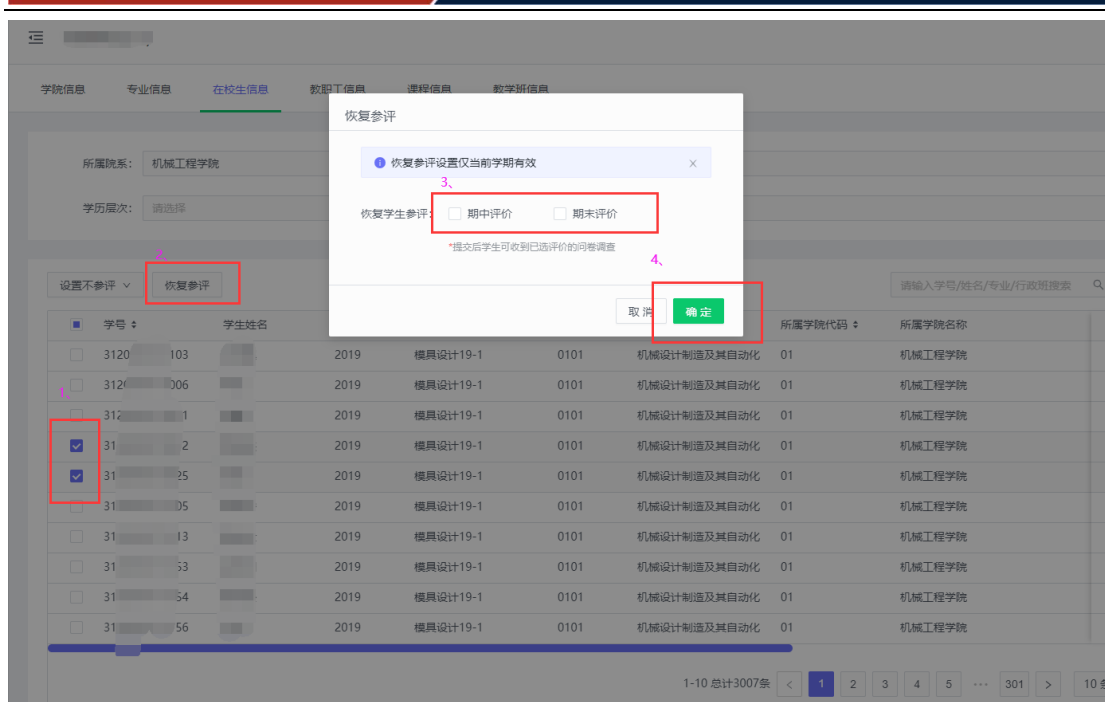 学院信息 专业信息 在校生信息 教职工信息 课程信息 教学班信息
恢复参评
所属院系: 机械工程学院
恢复参评设置仅当前学期有效
3、
学历层次: 请选择
恢复学生参评: 期中评价 期末评价
*提交后学生可收到已选评价的问卷调查
2、
4、
设置不参评 恢复参评
请输入学号/姓名/专业/行政班搜索
取消 确定
学号 学生姓名 所属学院代码 所属学院名称
3120 103 2019 模具设计19-1 0101 机械设计制造及其自动化 01 机械工程学院
312 006 2019 模具设计19-1 0101 机械设计制造及其自动化 01 机械工程学院
1、
312 1 2019 模具设计19-1 0101 机械设计制造及其自动化 01 机械工程学院
31 2 2019 模具设计19-1 0101 机械设计制造及其自动化 01 机械工程学院
31 25 2019 模具设计19-1 0101 机械设计制造及其自动化 01 机械工程学院
31 05 2019 模具设计19-1 0101 机械设计制造及其自动化 01 机械工程学院
31 13 2019 模具设计19-1 0101 机械设计制造及其自动化 01 机械工程学院
31 53 2019 模具设计19-1 0101 机械设计制造及其自动化 01 机械工程学院
31 54 2019 模具设计19-1 0101 机械设计制造及其自动化 01 机械工程学院
31 56 2019 模具设计19-1 0101 机械设计制造及其自动化 01 机械工程学院
1-10 总计3007条 < 1 2 3 4 5 ··· 301 > 10